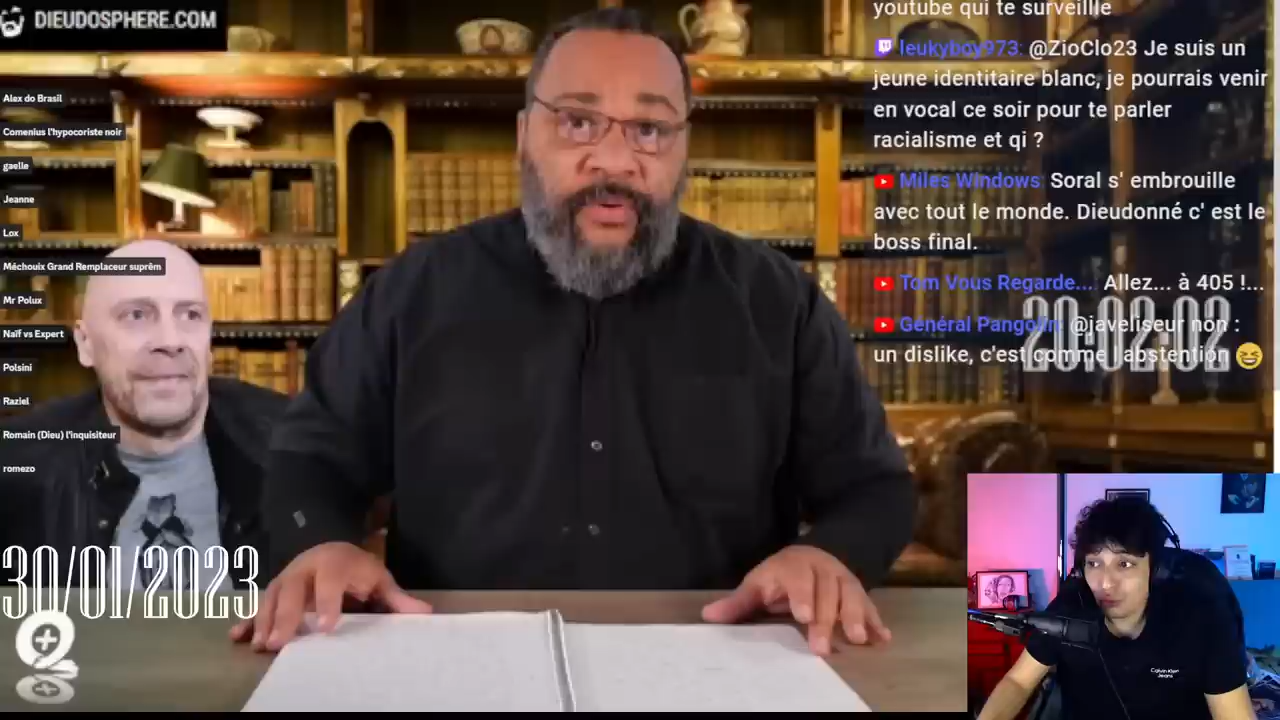 DIEUDOSPHERE.COM
Alex do Brasil
Comenius l'hypocoriste noir
gaelle
Jeanne
Lox
Méchouix Grand Remplaceur suprêm
Mr Polux
Naïf vs Expert
Polsini
Raziel
Romain (Dieu) l'inquisiteur
romezo
30/01/2023
youtube qui te surveillle
leukyboy973: @ZioClo23 Je suis un
jeune identitaire blanc, je pourrais venir
en vocal ce soir pour te parler
racialisme et qi ?
Miles Windows: Soral s' embrouille
avec tout le monde. Dieudonné c' est le
boss final.
Tom Vous Regarde...: Allez... à 405 !...
Général Pangolin: @javeliseur non :
un dislike, c'est comme l'abstention 😆
20:02:02
Calvin Klein
Jeans